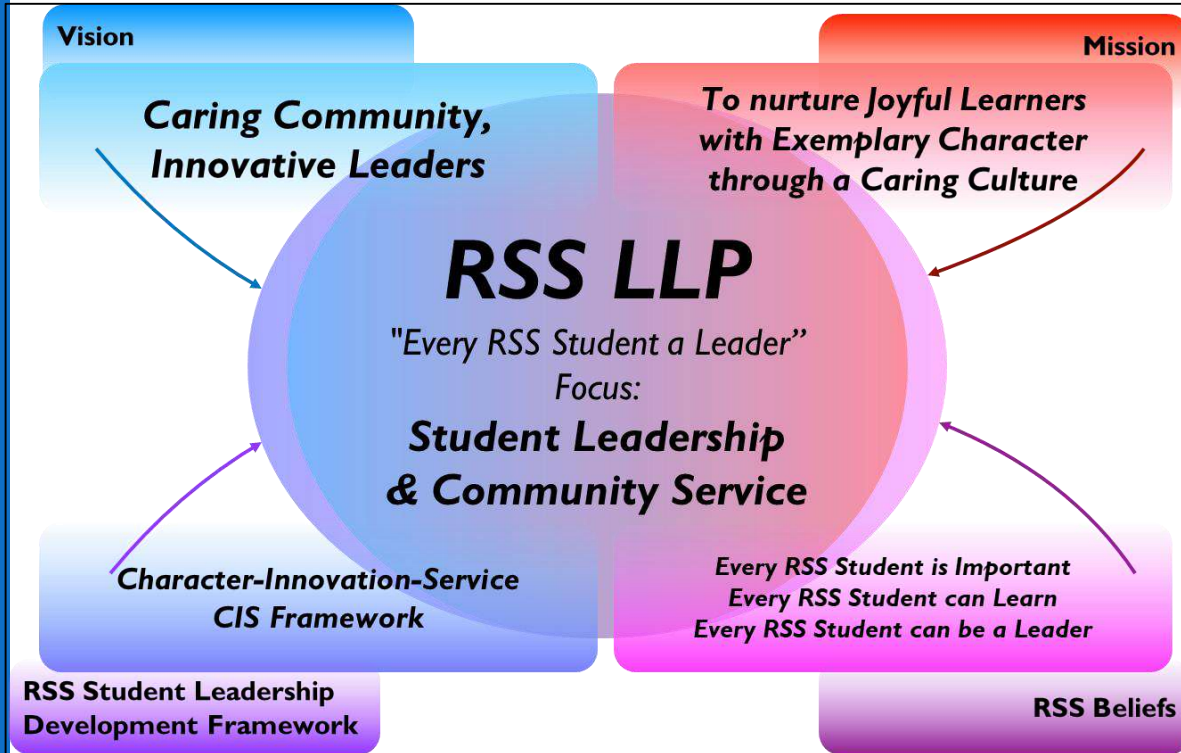 Vision
Caring Community,
Innovative Leaders
Mission
To nurture Joyful Learners
with Exemplary Character
through a Caring Culture
RSS LLP
"Every RSS Student a Leader”
Focus:
Student Leadership
& Community Service
Character-Innovation-Service
CIS Framework
RSS Student Leadership
Development Framework
Every RSS Student is Important
Every RSS Student can Learn
Every RSS Student can be a Leader
RSS Beliefs